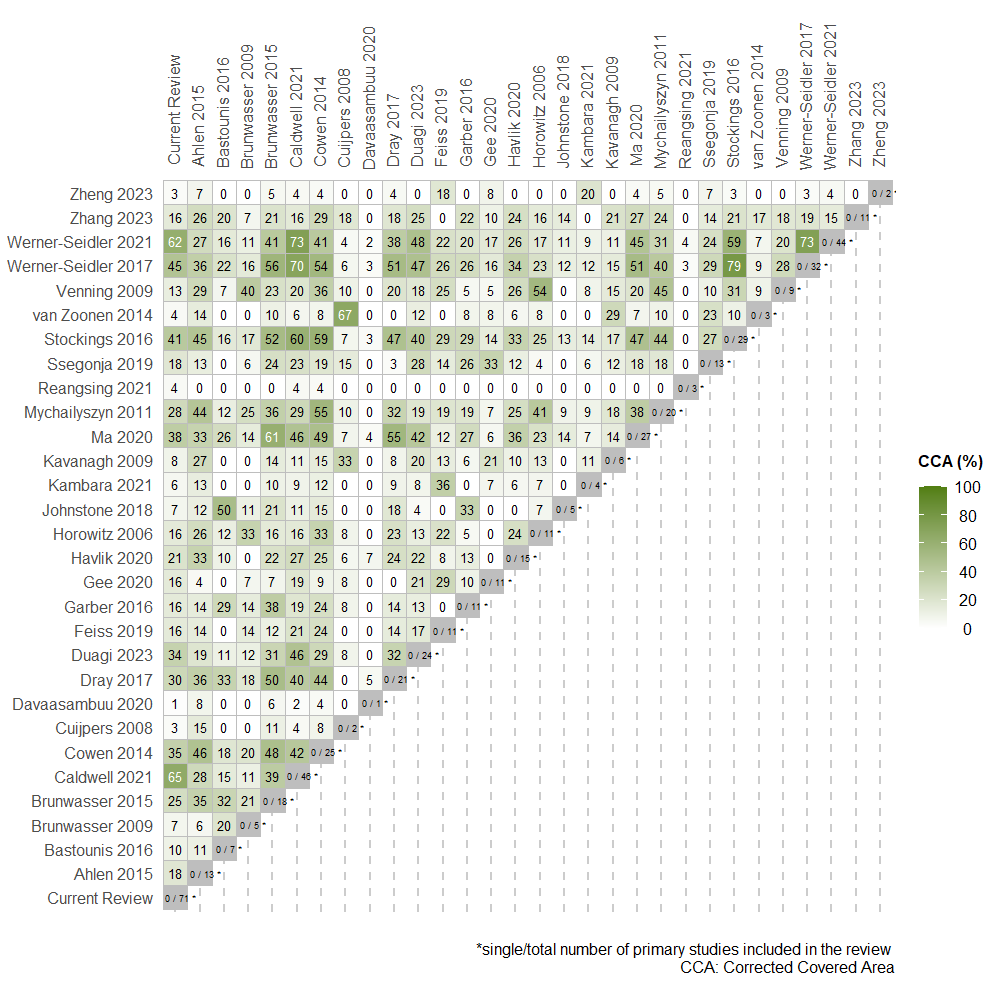 Current Review
Ahlen 2015
Bastounis 2016
Brunwasser 2009
Brunwasser 2015
Caldwell 2021
Cowen 2014
Cuijpers 2008
Davaasambuu 2020
Dray 2017
Duagi 2023
Feiss 2019
Garber 2016
Gee 2020
Havlik 2020
Horowitz 2006
Johnstone 2018
Kambara 2021
Kavanagh 2009
Ma 2020
Mychailyszyn 2011
Reangsing 2021
Ssegonja 2019
Stockings 2016
van Zoonen 2014
Venning 2009
Werner-Seidler 2017
Werner-Seidler 2021
Zhang 2023
Zheng 2023
Zheng 2023 3 7 0 0 5 4 4 0 0 4 0 18 0 8 0 0 0 20 0 4 5 0 7 3 0 0 3 4 0 0 / 2 *
Zhang 2023 16 26 20 7 21 16 29 18 0 18 25 0 22 10 24 16 14 0 21 27 24 0 14 21 17 18 19 15 0 / 11 *
Werner-Seidler 2021 62 27 16 11 41 73 41 4 2 38 48 22 20 17 26 17 11 9 11 45 31 4 24 59 7 20 73 0 / 44 *
Werner-Seidler 2017 45 36 22 16 56 70 54 6 3 51 47 26 26 16 34 23 12 12 15 51 40 3 29 79 9 28 0 / 32 *
Venning 2009 13 29 7 40 23 20 36 10 0 20 18 25 5 5 26 54 0 8 15 20 45 0 10 31 9 0 / 9 *
van Zoonen 2014 4 14 0 0 10 6 8 67 0 0 12 0 8 8 6 8 0 0 29 7 10 0 23 10 0 / 3 *
Stockings 2016 41 45 16 17 52 60 59 7 3 47 40 29 29 14 33 25 13 14 17 47 44 0 27 0 / 29 *
Ssegonja 2019 18 13 0 6 24 23 19 15 0 3 28 14 26 33 12 4 0 6 12 18 18 0 0 / 13 *
Reangsing 2021 4 0 0 0 4 4 0 0 0 0 0 0 0 0 0 0 0 0 0 0 0 0 / 3 *
Mychailyszyn 2011 28 44 12 25 36 29 55 10 0 32 19 19 19 7 25 41 9 9 18 38 0 / 20 *
Ma 2020 38 33 26 14 61 46 49 7 4 55 42 12 27 6 36 23 14 7 14 0 / 27 *
Kavanagh 2009 8 27 0 0 14 11 15 33 0 8 20 13 6 21 10 13 0 11 0 / 6 *
Kambara 2021 6 13 0 0 10 9 12 0 0 9 8 36 0 7 6 7 0 0 / 4 *
Johnstone 2018 7 12 50 11 21 11 15 0 0 18 4 0 33 0 0 7 0 / 5 *
Horowitz 2006 16 26 12 33 16 16 33 8 0 23 13 22 5 0 24 0 / 11 *
Havlik 2020 21 33 10 0 22 27 25 6 7 24 22 8 13 0 0 / 15 *
Gee 2020 16 4 0 7 7 19 9 8 0 0 21 29 10 0 / 11 *
Garber 2016 16 14 29 14 38 19 24 8 0 14 13 0 0 / 11 *
Feiss 2019 16 14 0 14 12 21 24 0 0 14 17 0 / 11 *
Duagi 2023 34 19 11 12 31 46 29 8 0 32 0 / 24 *
Dray 2017 30 36 33 18 50 40 44 0 5 0 / 21 *
Davaasambuu 2020 1 8 0 0 6 2 4 0 0 / 1 *
Cuijpers 2008 3 15 0 0 11 4 8 0 / 2 *
Cowen 2014 35 46 18 20 48 42 0 / 25 *
Caldwell 2021 65 28 15 11 39 0 / 46 *
Brunwasser 2015 25 35 32 21 0 / 18 *
Brunwasser 2009 7 6 20 0 / 5 *
Bastounis 2016 10 11 0 / 7 *
Ahlen 2015 18 0 / 13 *
Current Review 0 / 71 *
CCA (%)
100
80
60
40
20
0
*single/total number of primary studies included in the review
CCA: Corrected Covered Area